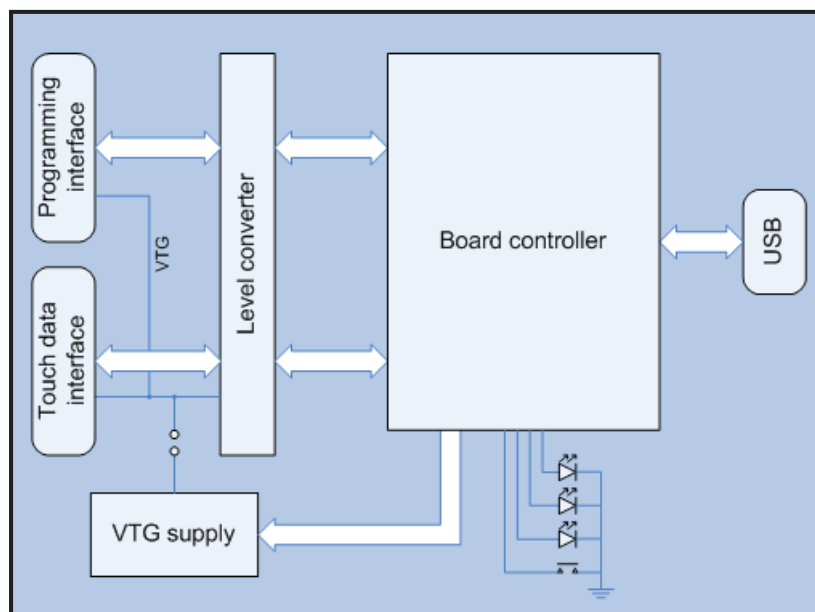 Programming
interface
VTG
Touch data
interface
Level converter
Board controller
USB
VTG supply